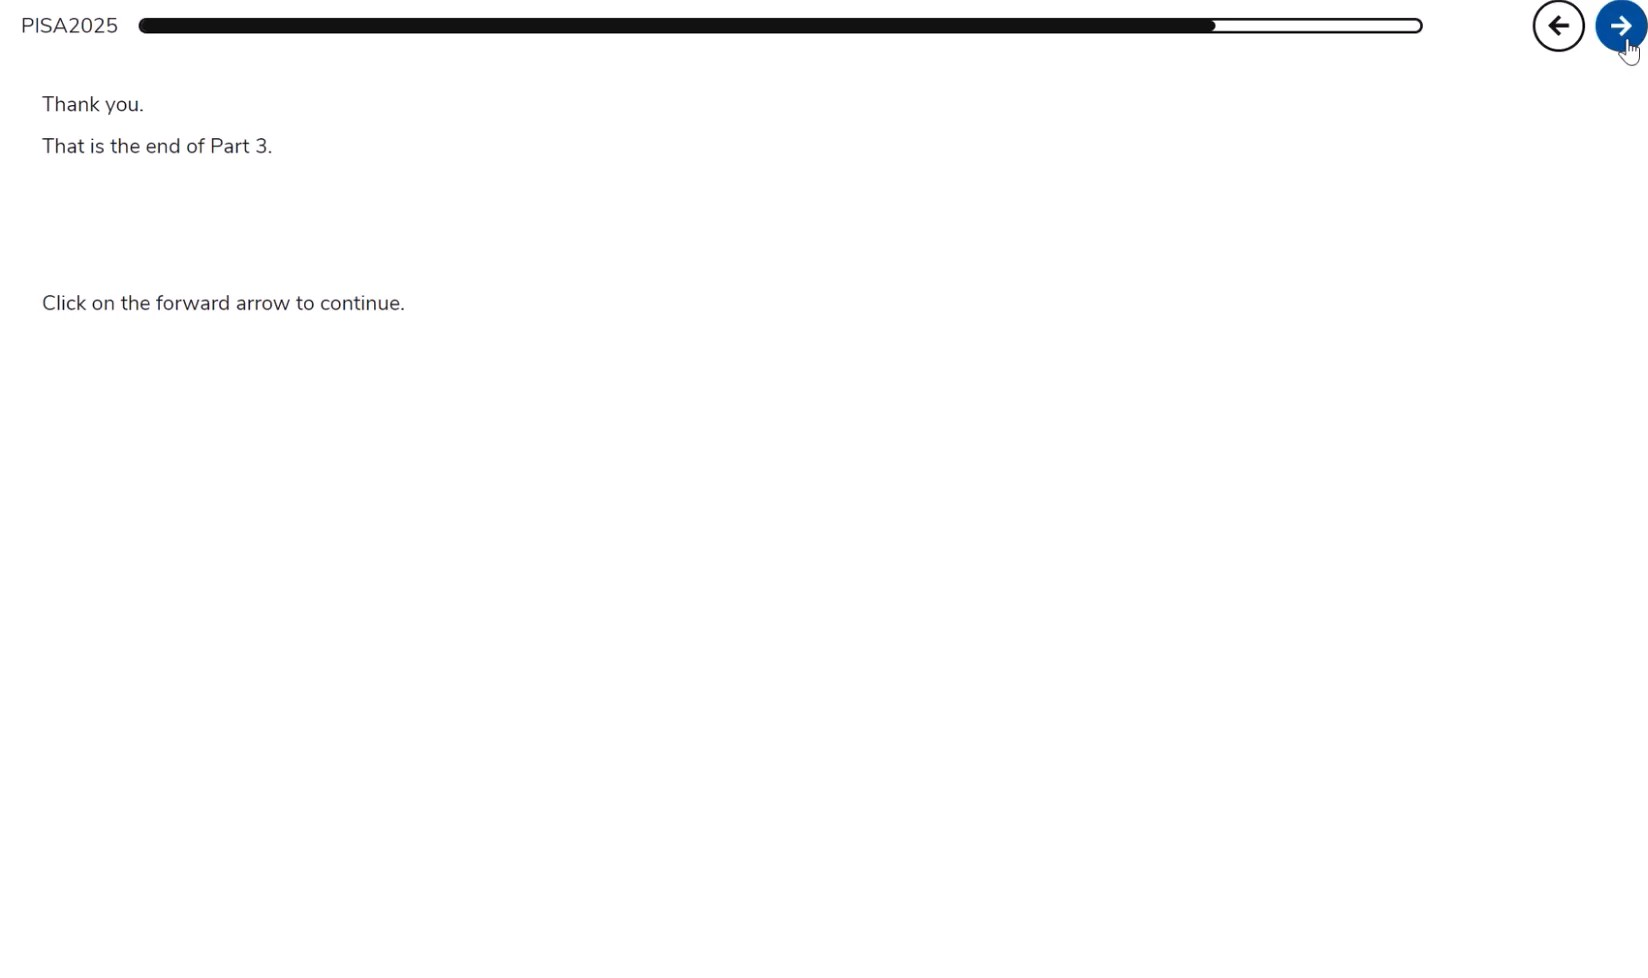 PISA2025
Thank you.
That is the end of Part 3.
Click on the forward arrow to continue.